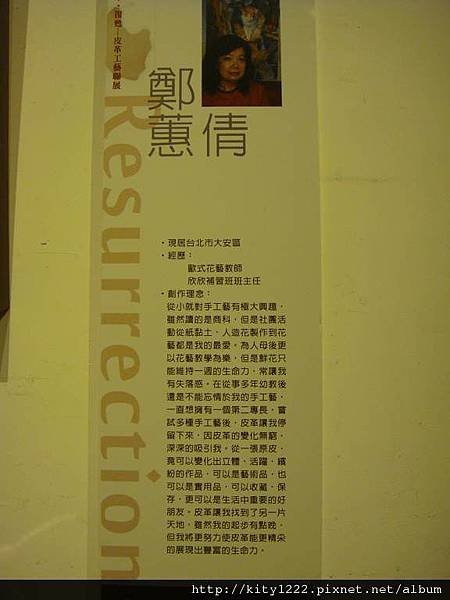 ・復甦—皮革工藝聯展
Resurrection
鄭
蕙倩
・現居台北市大安區
・經歷：
歐式花藝教師
欣欣補習班班主任
・創作理念：
從小就對手工藝有極大興趣，
雖然讀的是商科，但是社團活
動從紙黏土、人造花製作到花
藝都是我的最愛。為人母後更
以花藝教學為樂，但是鮮花只
能維持一週的生命力，常讓我
有失落感。在從事多年幼教後
還是不能忘情於我的手工藝，
一直想擁有一個第二專長，嘗
試多種手工藝後，皮革讓我停
留下來，因皮革的變化無窮，
深深的吸引我。從一張原皮，
竟可以變化出立體、活躍，繽
紛的作品，可以是藝術品，也
可以是實用品，可以收藏、保
存，更可以是生活中重要的好
朋友。皮革讓我找到了另一片
天地，雖然我的起步有點晚，
但我將更努力使皮革能更精采
的展現出豐富的生命力。
http://kity1222.pixnet.net/album